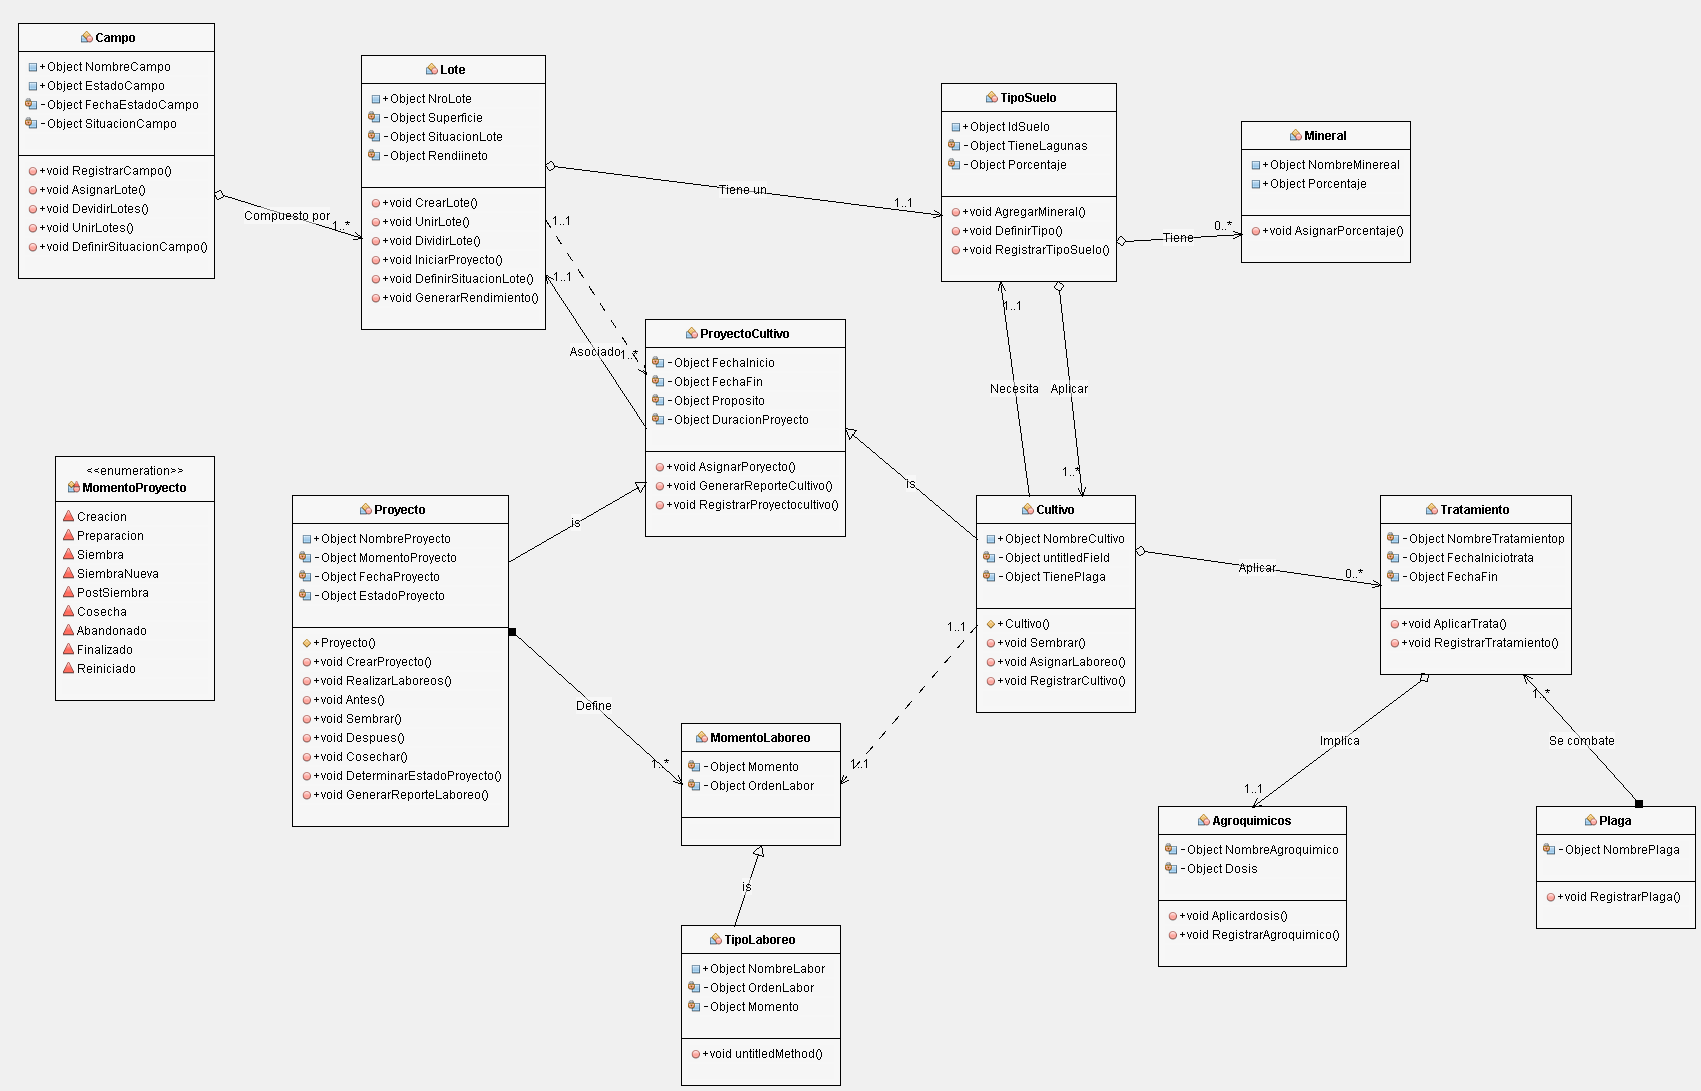 Campo
+Object NombreCampo
+Object EstadoCampo
-Object FechaEstadoCampo
-Object SituacionCampo
+void RegistrarCampo()
+void AsignarLote()
+void DevidirLotes()
+void UnirLotes()
+void DefinirSituacionCampo()
Compuesto por
1..*
Lote
+Object NroLote
-Object Superficie
-Object SituacionLote
-Object Rendiineto
+void CrearLote()
+void UnirLote()
+void DividirLote()
+void IniciarProyecto()
+void DefinirSituacionLote()
+void GenerarRendimiento()
Tiene un
1..1
1..1
1..1
Asociado
1..*
TipoSuelo
+Object IdSuelo
-Object TieneLagunas
-Object Porcentaje
+void AgregarMineral()
+void DefinirTipo()
+void RegistrarTipoSuelo()
Tiene
0..*
Mineral
+Object NombreMinereal
+Object Porcentaje
+void AsignarPorcentaje()
1..1
Necesita
Aplicar
1..*
ProyectoCultivo
-Object FechaInicio
-Object FechaFin
-Object Proposito
-Object DuracionProyecto
+void AsignarPoryecto()
+void GenerarReporteCultivo()
+void RegistrarProyectocultivo()
is
is
<<enumeration>>
MomentoProyecto
Creacion
Preparacion
Siembra
SiembraNueva
PostSiembra
Cosecha
Abandonado
Finalizado
Reiniciado
Proyecto
+Object NombreProyecto
-Object MomentoProyecto
-Object FechaProyecto
-Object EstadoProyecto
+Proyecto()
+void CrearProyecto()
+void RealizarLaboreos()
+void Antes()
+void Sembrar()
+void Despues()
+void Cosechar()
+void DeterminarEstadoProyecto()
+void GenerarReporteLaboreo()
Define
1..*
Cultivo
+Object NombreCultivo
-Object untitledField
-Object TienePlaga
+Cultivo()
+void Sembrar()
+void AsignarLaboreo()
+void RegistrarCultivo()
1..1
1..1
Aplicar
0..*
Tratamiento
-Object NombreTratamientop
-Object FechaIniciotrata
-Object FechaFin
+void AplicarTrata()
+void RegistrarTratamiento()
Implica
1..1
1..*
Se combate
MomentoLaboreo
-Object Momento
-Object OrdenLabor
is
TipoLaboreo
+Object NombreLabor
-Object OrdenLabor
-Object Momento
+void untitledMethod()
Agroquimicos
-Object NombreAgroquimico
-Object Dosis
+void Aplicardosis()
+void RegistrarAgroquimico()
Plaga
-Object NombrePlaga
+void RegistrarPlaga()